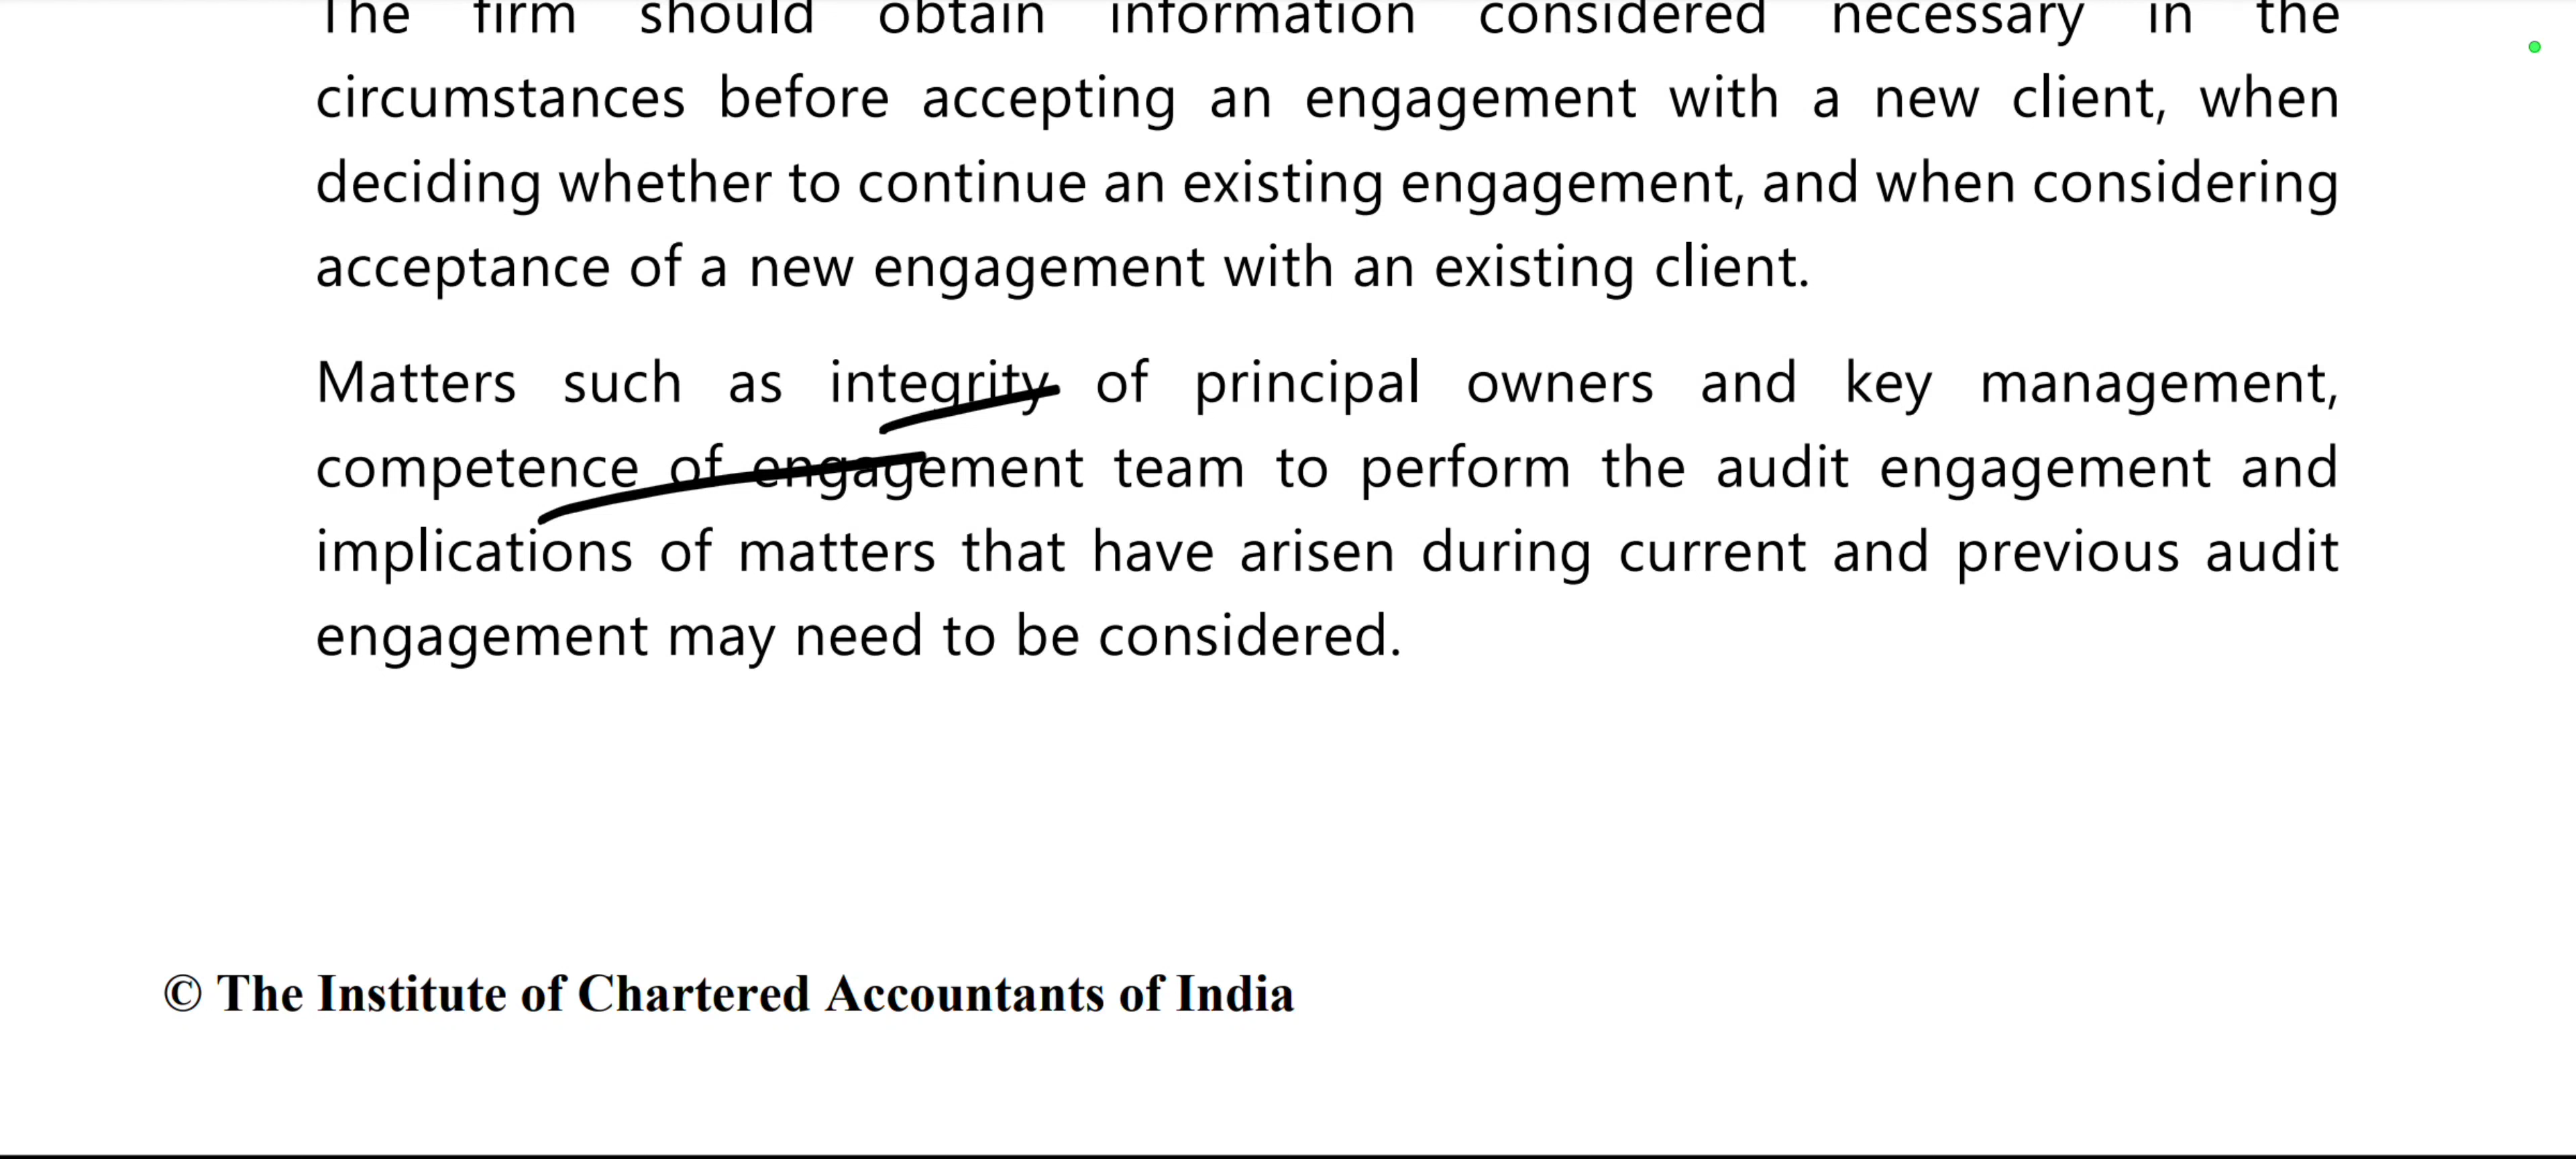 The firm should obtain information considered necessary in the
circumstances before accepting an engagement with a new client, when
deciding whether to continue an existing engagement, and when considering
acceptance of a new engagement with an existing client.
Matters such as integrity of principal owners and key management,
competence of engagement team to perform the audit engagement and
implications of matters that have arisen during current and previous audit
engagement may need to be considered.
© The Institute of Chartered Accountants of India